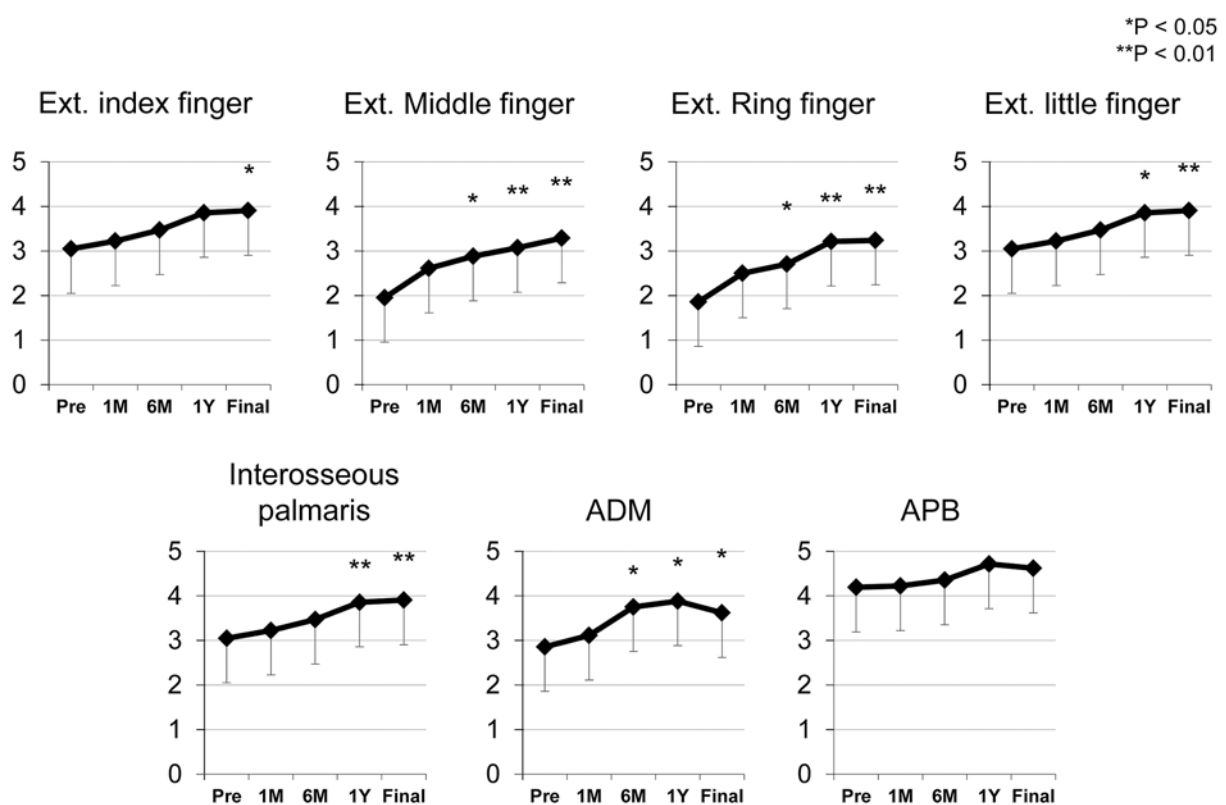 *P < 0.05
**P < 0.01
Ext. index finger
5
4
3
2
1
0
*
Pre 1M 6M 1Y Final
Ext. Middle finger
5
4
3
2
1
0
* ** **
Pre 1M 6M 1Y Final
Ext. Ring finger
5
4
3
2
1
0
* ** **
Pre 1M 6M 1Y Final
Ext. little finger
5
4
3
2
1
0
* **
Pre 1M 6M 1Y Final
Interosseous
palmaris
5
4
3
2
1
0
** **
Pre 1M 6M 1Y Final
ADM
5
4
3
2
1
0
* * *
Pre 1M 6M 1Y Final
APB
5
4
3
2
1
0
Pre 1M 6M 1Y Final